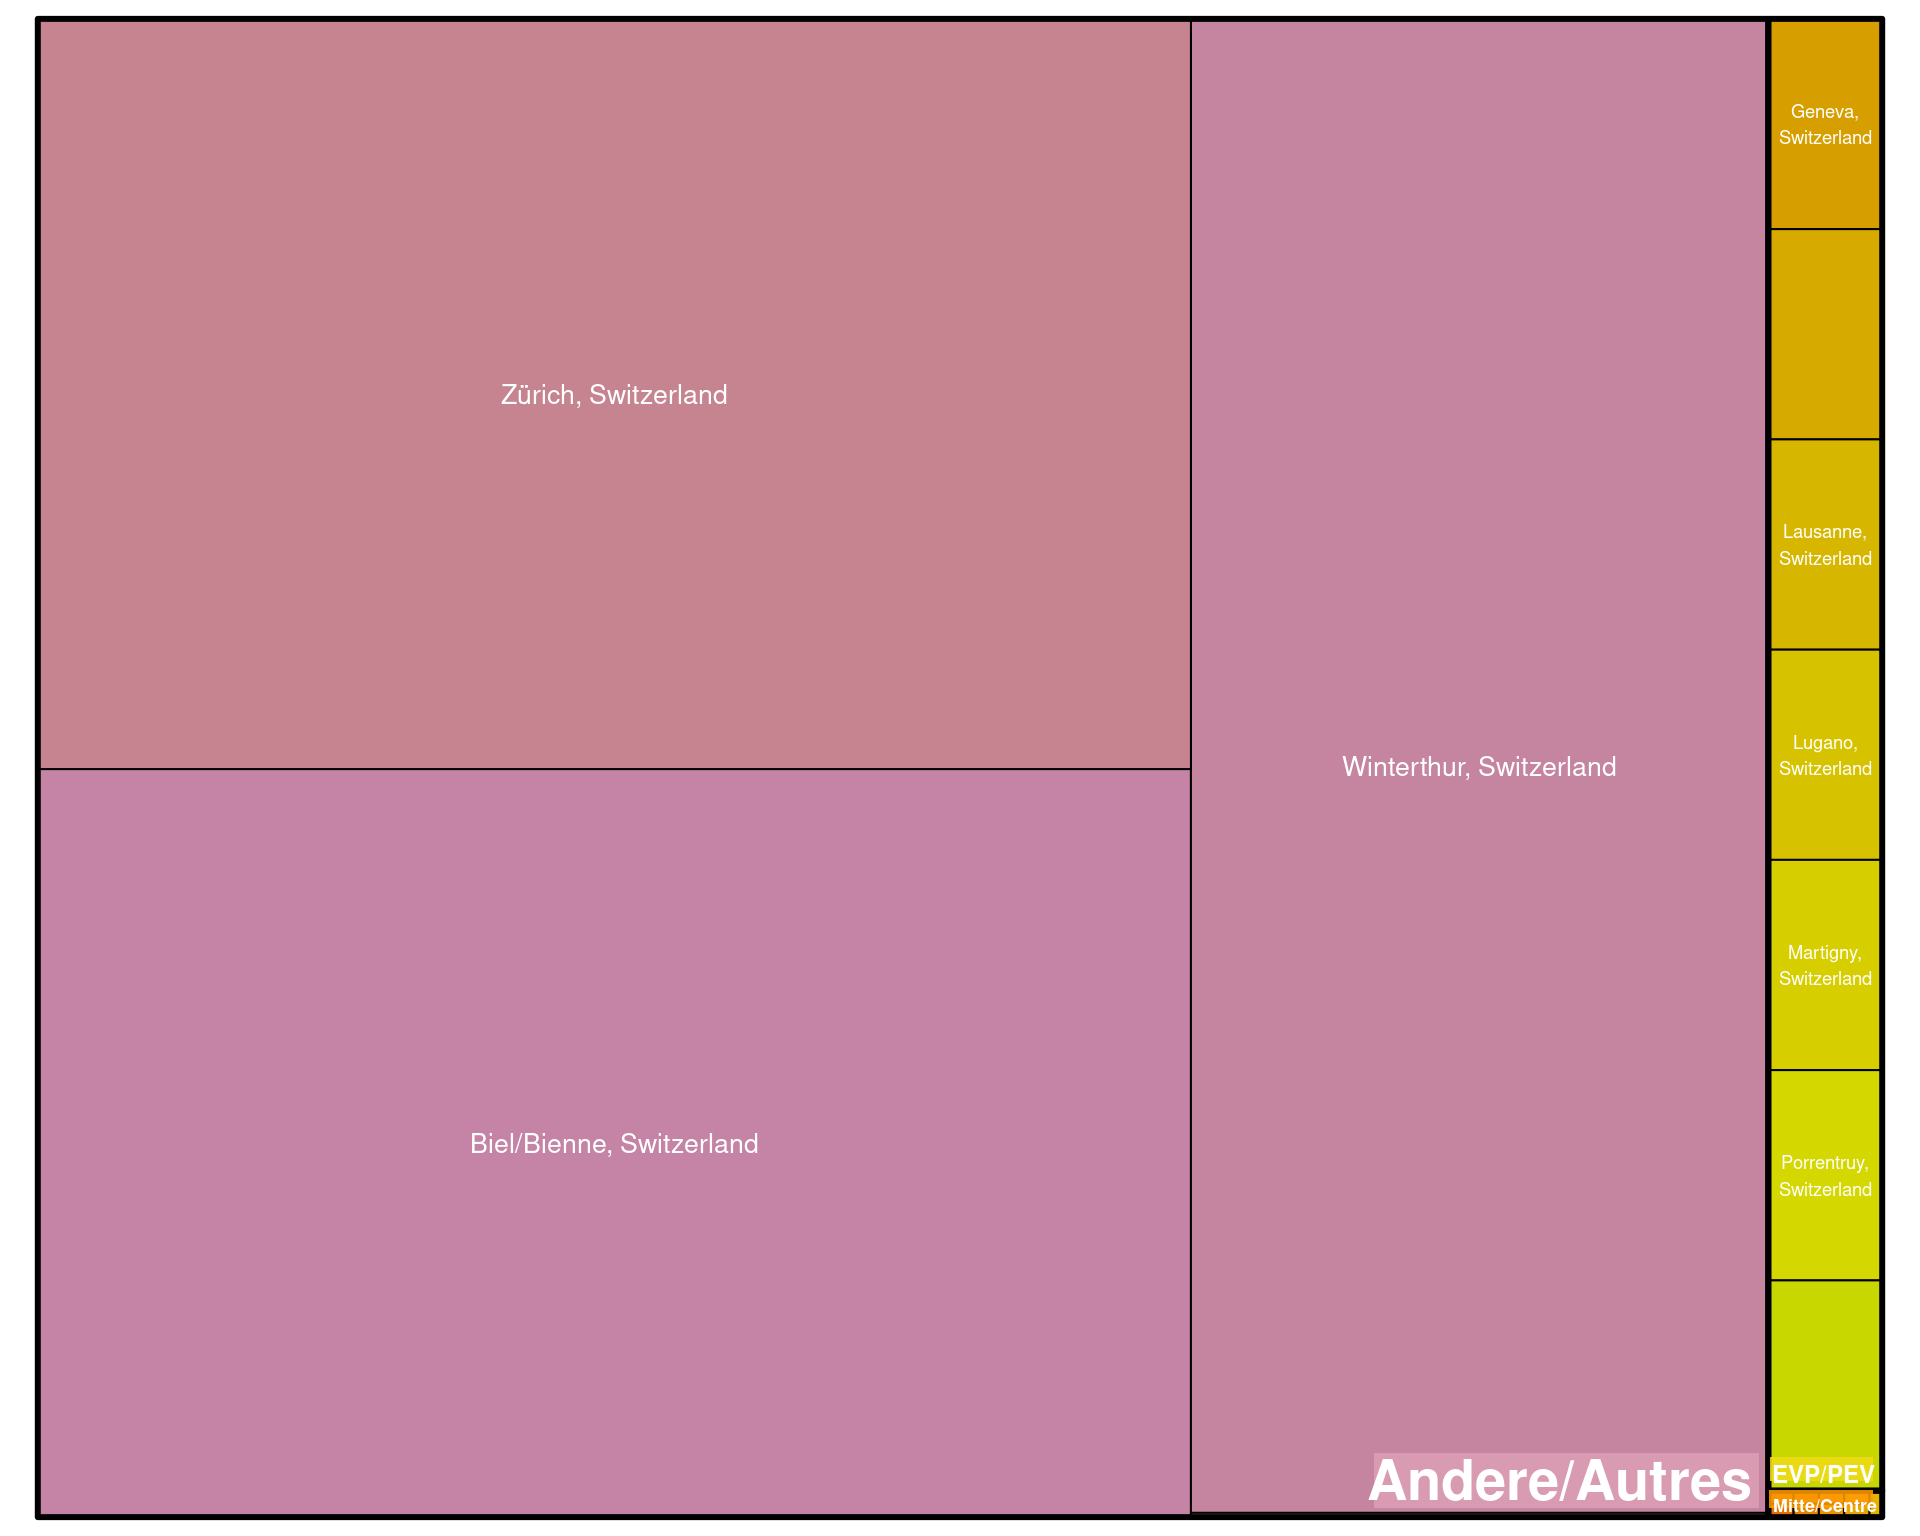 Zürich, Switzerland
Biel/Bienne, Switzerland
Winterthur, Switzerland
Andere/Autres
Geneva,
Switzerland
Lausanne,
Switzerland
Lugano,
Switzerland
Martigny,
Switzerland
Porrentruy,
Switzerland
EVP/PEV
Mitte/Centre